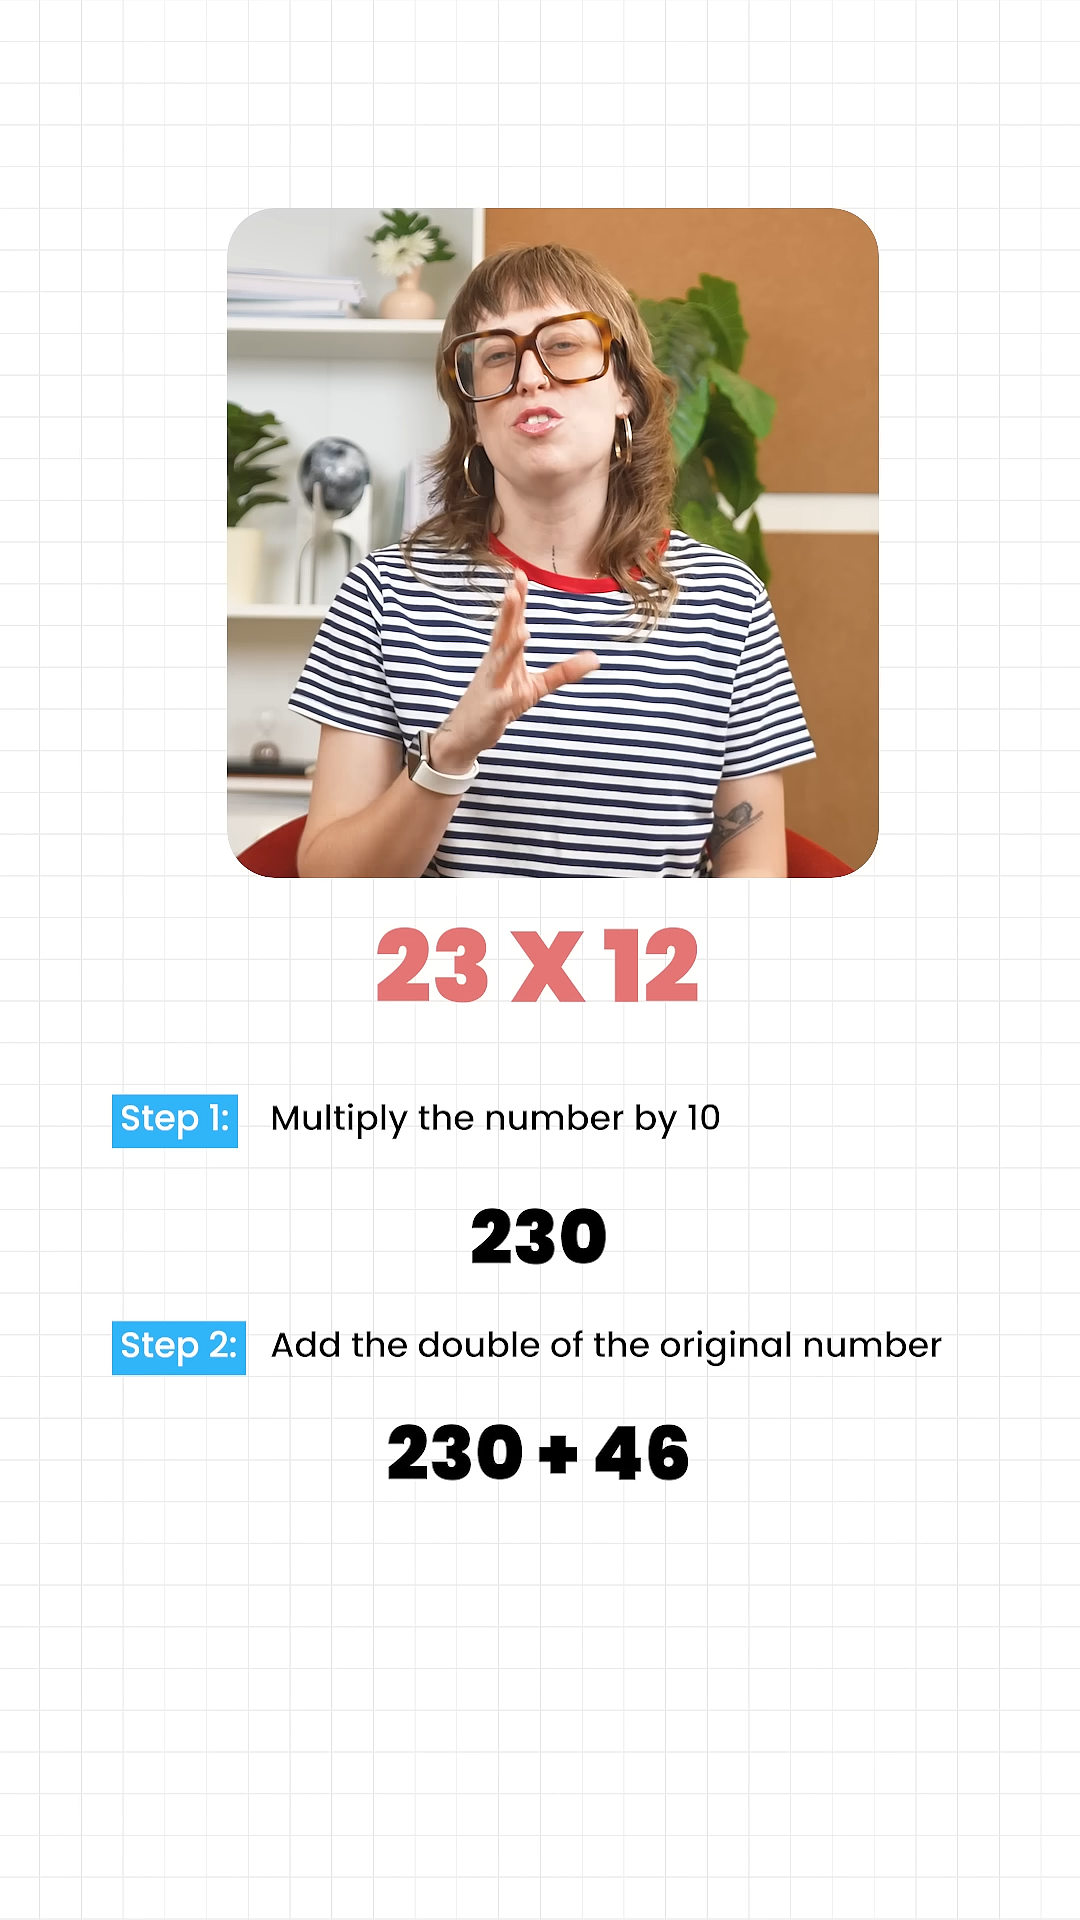 23 X 12
Step 1: Multiply the number by 10
230
Step 2: Add the double of the original number
230 + 46